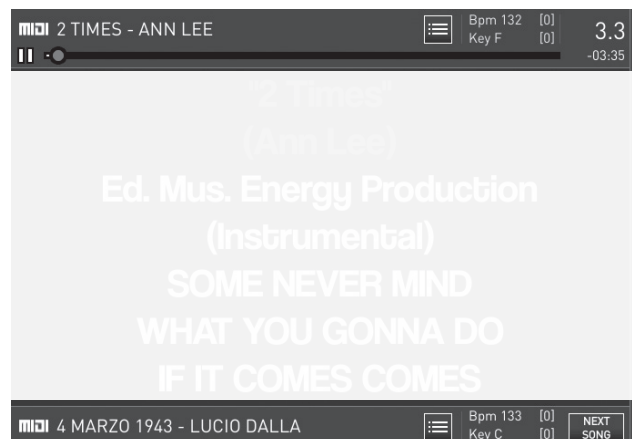 MIDI 2 TIMES - ANN LEE
Bpm 132 [0]
Key F [0]
3.3
-03:35
"2 Times"
(Ann Lee)
Ed. Mus. Energy Production
(Instrumental)
SOME NEVER MIND
WHAT YOU GONNA DO
IF IT COMES COMES
MIDI 4 MARZO 1943 - LUCIO DALLA
Bpm 133 [0]
Key C [0]
NEXT
SONG